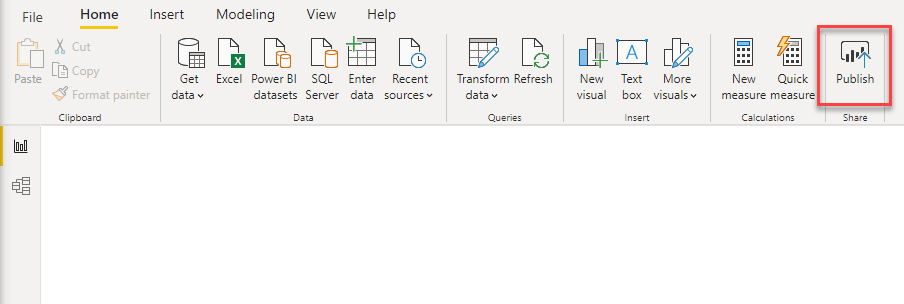 File Home Insert Modeling View Help
Paste
Cut
Copy
Format painter
Clipboard
Get
data
Excel
Power BI
datasets
SQL
Server
Enter
data
Recent
sources
Data
Transform
data
Refresh
Queries
New
visual
Text
box
More
visuals
Insert
New
measure
Quick
measure
Calculations
Publish
Share